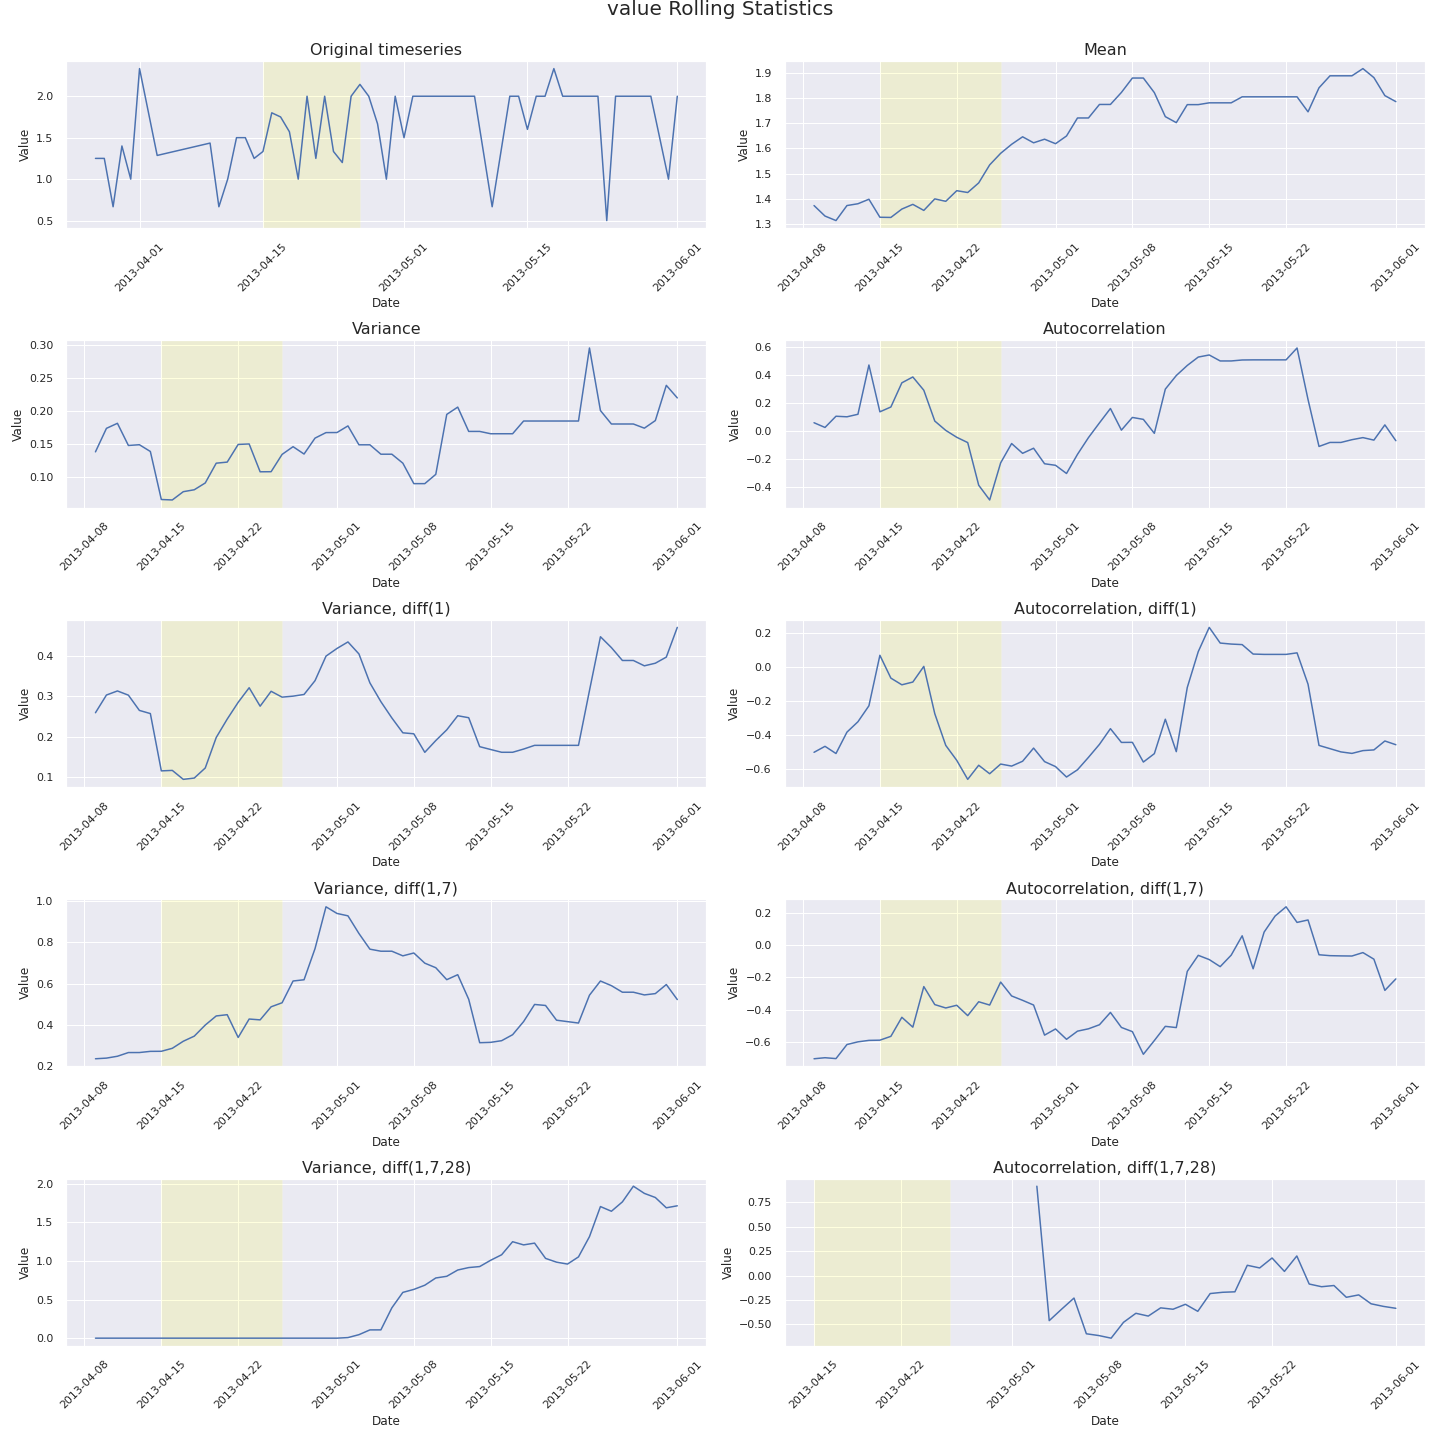 value Rolling Statistics
Original timeseries
Value
2.0
1.5
1.0
0.5
2013-04-01 2013-04-15 2013-05-01 2013-05-15 2013-06-01
Date
Mean
Value
1.9
1.8
1.7
1.6
1.5
1.4
1.3
2013-04-08 2013-04-15 2013-04-22 2013-05-01 2013-05-08 2013-05-15 2013-05-22 2013-06-01
Date
Variance
Value
0.30
0.25
0.20
0.15
0.10
2013-04-08 2013-04-15 2013-04-22 2013-05-01 2013-05-08 2013-05-15 2013-05-22 2013-06-01
Date
Autocorrelation
Value
0.6
0.4
0.2
0.0
−0.2
−0.4
2013-04-08 2013-04-15 2013-04-22 2013-05-01 2013-05-08 2013-05-15 2013-05-22 2013-06-01
Date
Variance, diff(1)
Value
0.4
0.3
0.2
0.1
2013-04-08 2013-04-15 2013-04-22 2013-05-01 2013-05-08 2013-05-15 2013-05-22 2013-06-01
Date
Autocorrelation, diff(1)
Value
0.2
0.0
−0.2
−0.4
−0.6
2013-04-08 2013-04-15 2013-04-22 2013-05-01 2013-05-08 2013-05-15 2013-05-22 2013-06-01
Date
Variance, diff(1,7)
Value
1.0
0.8
0.6
0.4
0.2
2013-04-08 2013-04-15 2013-04-22 2013-05-01 2013-05-08 2013-05-15 2013-05-22 2013-06-01
Date
Autocorrelation, diff(1,7)
Value
0.2
0.0
−0.2
−0.4
−0.6
2013-04-08 2013-04-15 2013-04-22 2013-05-01 2013-05-08 2013-05-15 2013-05-22 2013-06-01
Date
Variance, diff(1,7,28)
Value
2.0
1.5
1.0
0.5
0.0
2013-04-08 2013-04-15 2013-04-22 2013-05-01 2013-05-08 2013-05-15 2013-05-22 2013-06-01
Date
Autocorrelation, diff(1,7,28)
Value
0.75
0.50
0.25
0.00
−0.25
−0.50
2013-04-15 2013-04-22 2013-05-01 2013-05-08 2013-05-15 2013-05-22 2013-06-01
Date